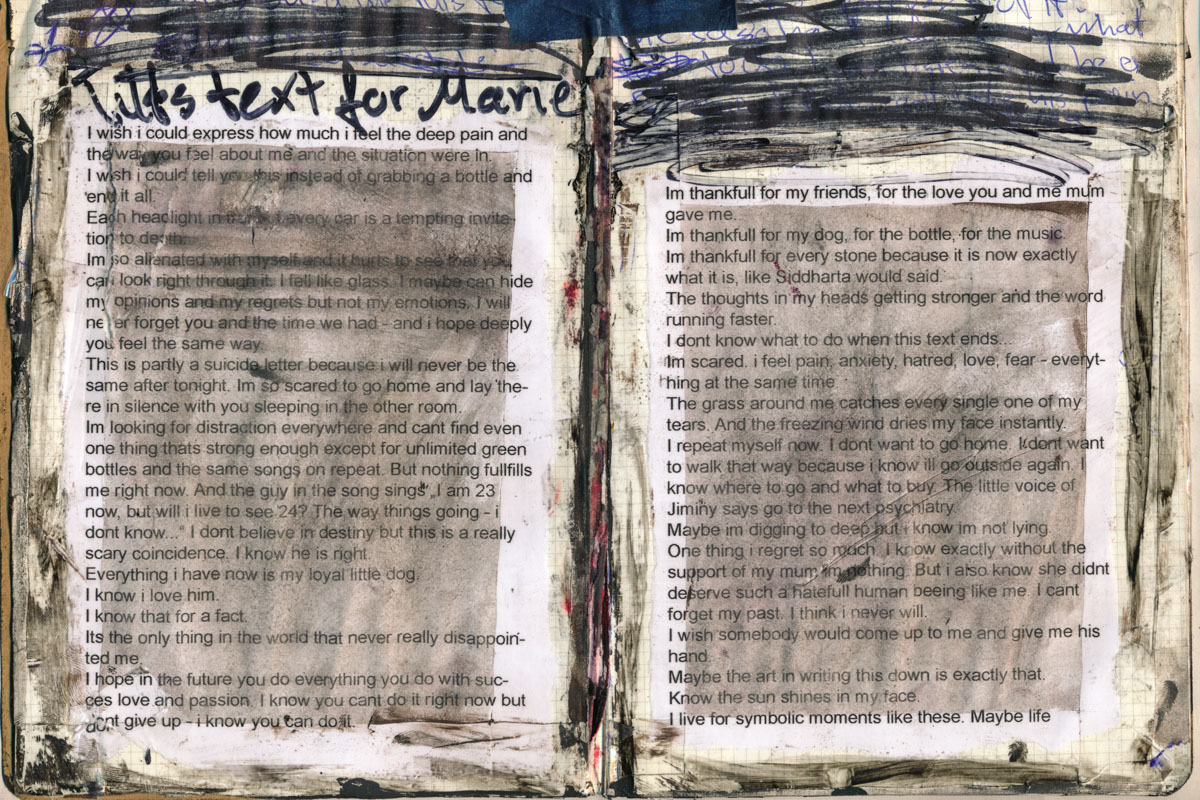 text for Marie
I wish i could express how much i feel the deep pain and
the way you feel about me and the situation were in.
I wish i could tell you this instead of grabbing a bottle and
end it all.
Each headlight in every car is a tempting invita-
tion to death.
Im so alienated with myself and it hurts to see that you
can look right through it. I fell like glass. I maybe can hide
my opinions and my regrets but not my emotions. I will
never forget you and the time we had - and i hope deeply
you feel the same way.
This is partly a suicide letter because i will never be the
same after tonight. Im so scared to go home and lay the-
re in silence with you sleeping in the other room.
Im looking for distraction everywhere and cant find even
one thing thats strong enough except for unlimited green
bottles and the same songs on repeat. But nothing fullfills
me right now. And the guy in the song sings „I am 23
now, but will i live to see 24? The way things going - i
dont know...“ I dont believe in destiny but this is a really
scary coincidence. I know he is right.
Everything i have now is my loyal little dog.
I know i love him.
I know that for a fact.
Its the only thing in the world that never really disappoin-
ted me.
I hope in the future you do everything you do with suc-
ces love and passion. I know you cant do it right now but
dont give up - i know you can do it.
what
Im thankfull for my friends, for the love you and me mum
gave me.
Im thankfull for my dog, for the bottle, for the music.
Im thankfull for every stone because it is now exactly
what it is, like Siddharta would said.
The thoughts in my heads getting stronger and the word
running faster.
I dont know what to do when this text ends...
Im scared. i feel pain, anxiety, hatred, love, fear - everyt-
hing at the same time.
The grass around me catches every single one of my
tears. And the freezing wind dries my face instantly.
I repeat myself now. I dont want to go home. I dont want
to walk that way because i know ill go outside again. I
know where to go and what to buy. The little voice of
Jiminy says go to the next psychiatry.
Maybe im digging to deep but i know im not lying.
One thing i regret so much. I know exactly without the
support of my mum im nothing. But i also know she didnt
deserve such a hatefull human beeing like me. I cant
forget my past. I think i never will.
I wish somebody would come up to me and give me his
hand.
Maybe the art in writing this down is exactly that.
Know the sun shines in my face.
I live for symbolic moments like these. Maybe life